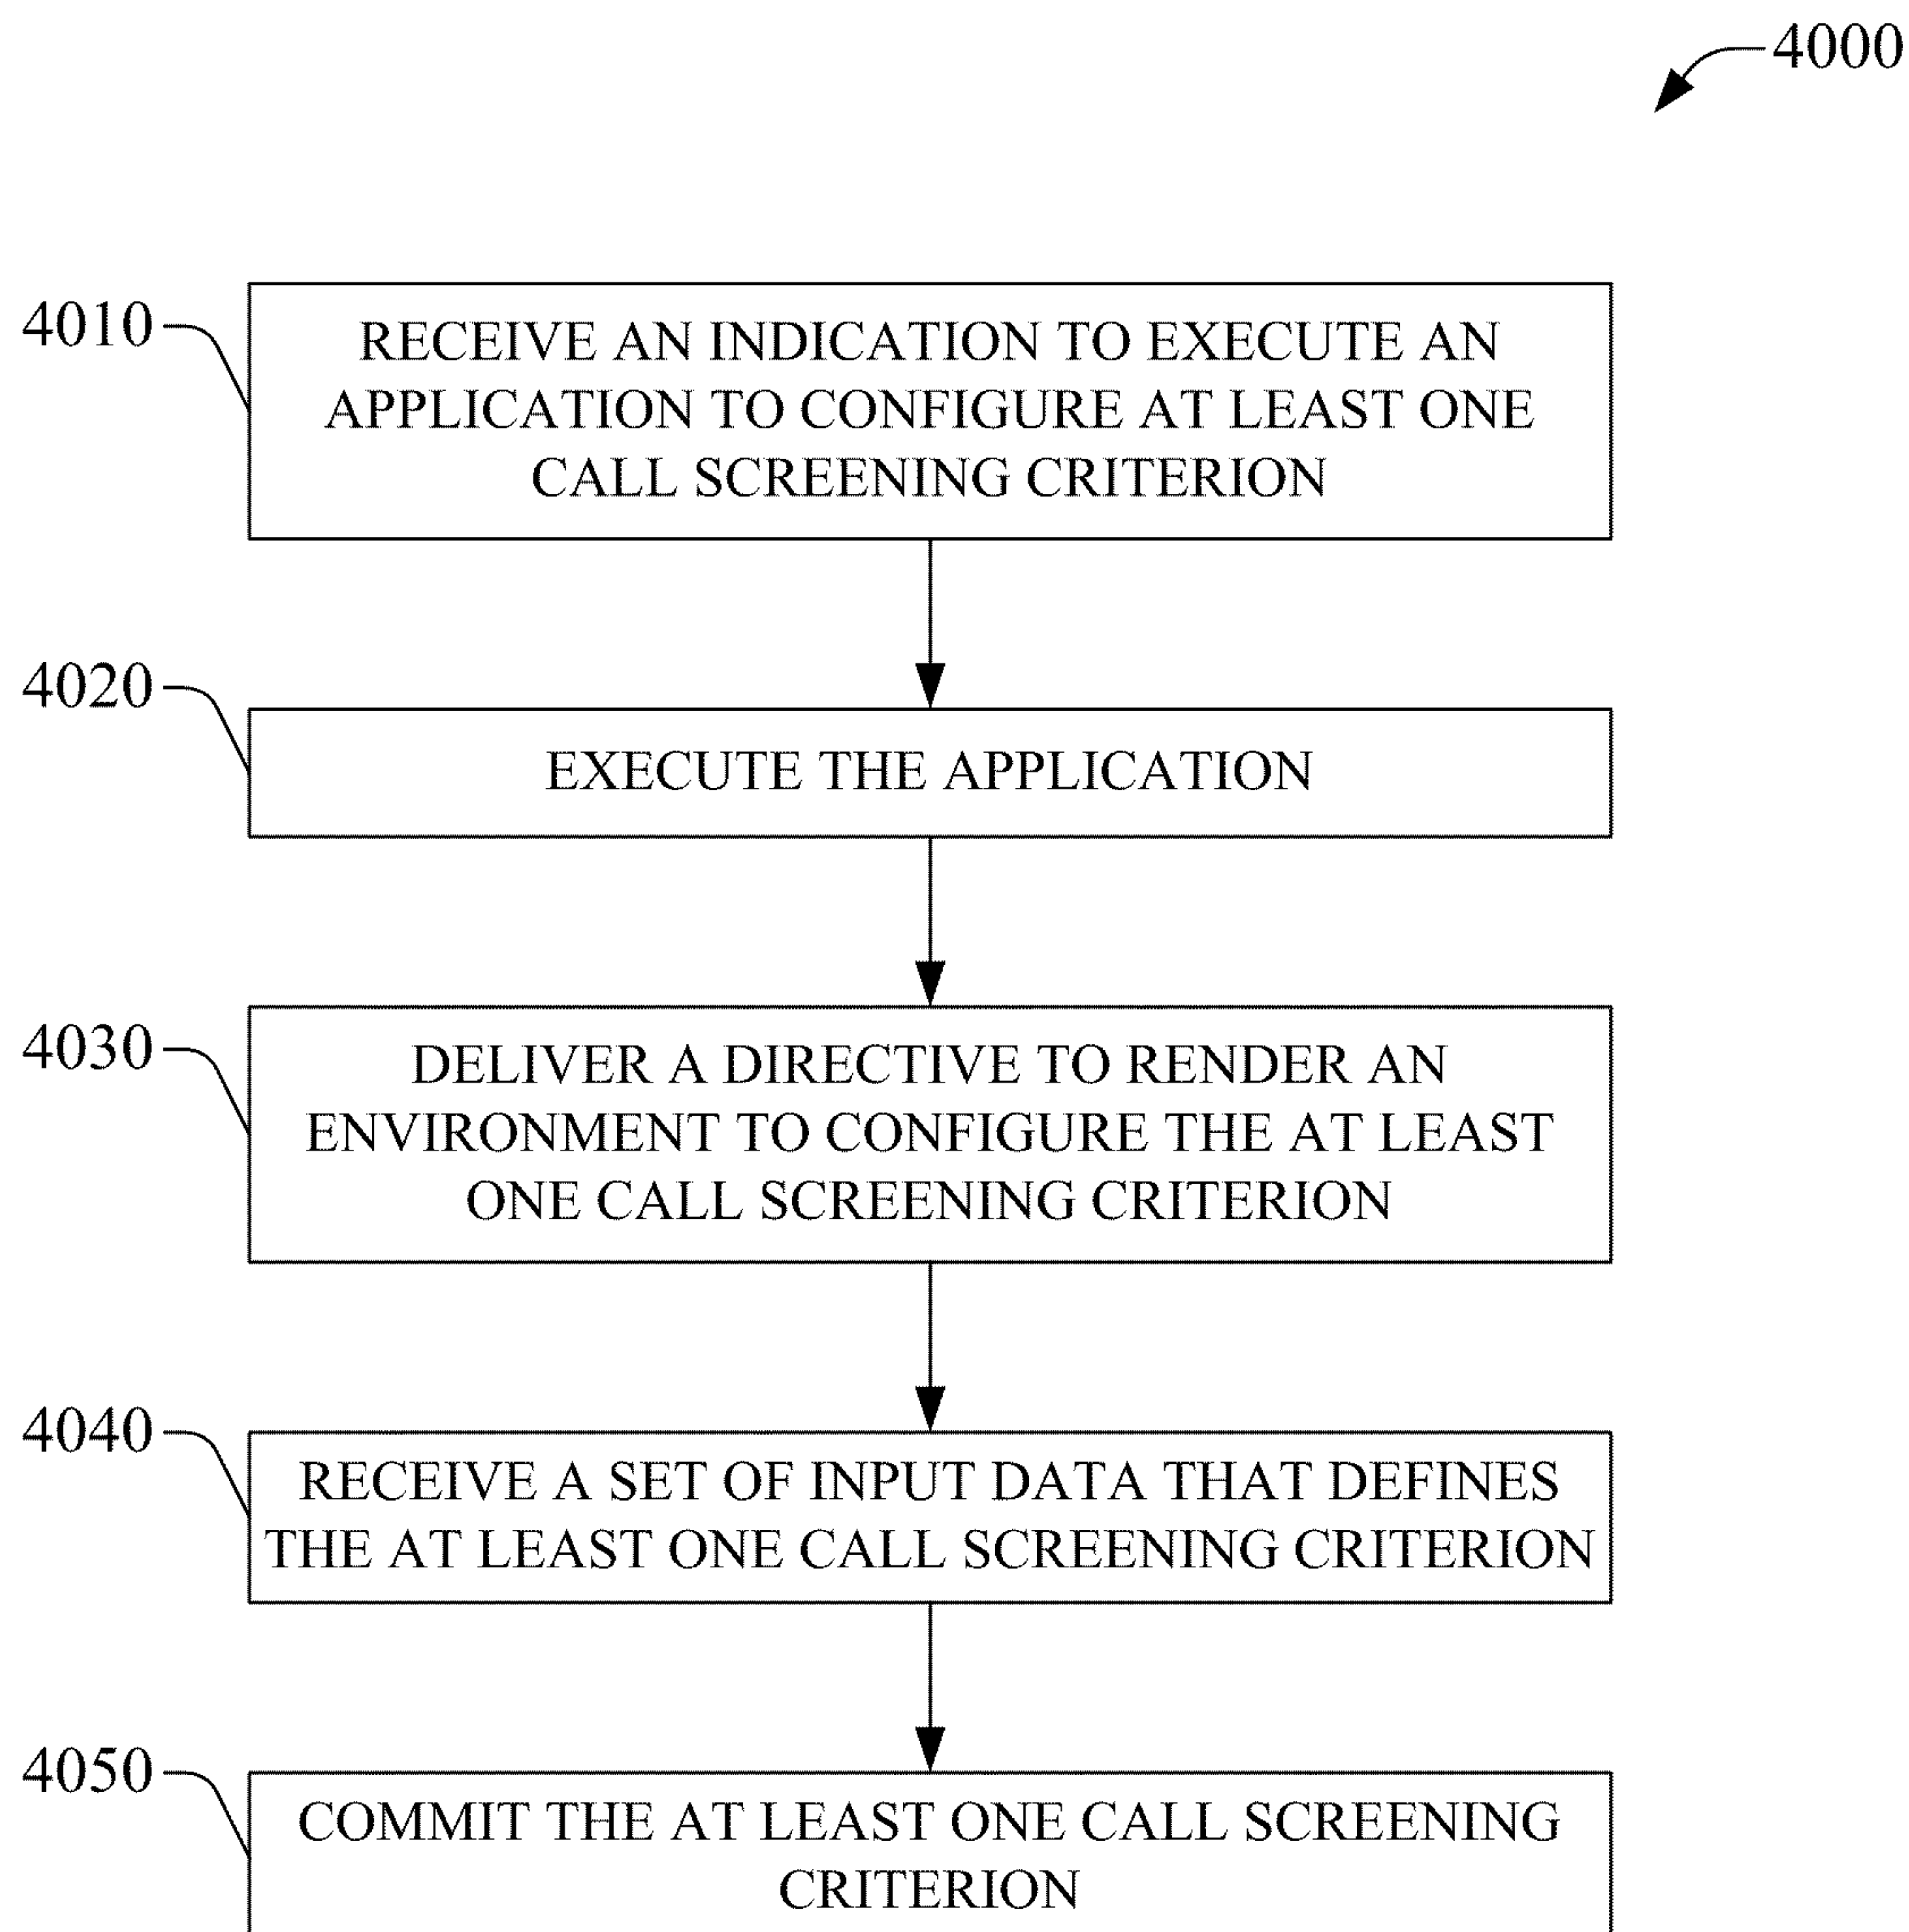 4000
4010
RECEIVE AN INDICATION TO EXECUTE AN
APPLICATION TO CONFIGURE AT LEAST ONE
CALL SCREENING CRITERION
4020
EXECUTE THE APPLICATION
4030
DELIVER A DIRECTIVE TO RENDER AN
ENVIRONMENT TO CONFIGURE THE AT LEAST
ONE CALL SCREENING CRITERION
4040
RECEIVE A SET OF INPUT DATA THAT DEFINES
THE AT LEAST ONE CALL SCREENING CRITERION
4050
COMMIT THE AT LEAST ONE CALL SCREENING
CRITERION